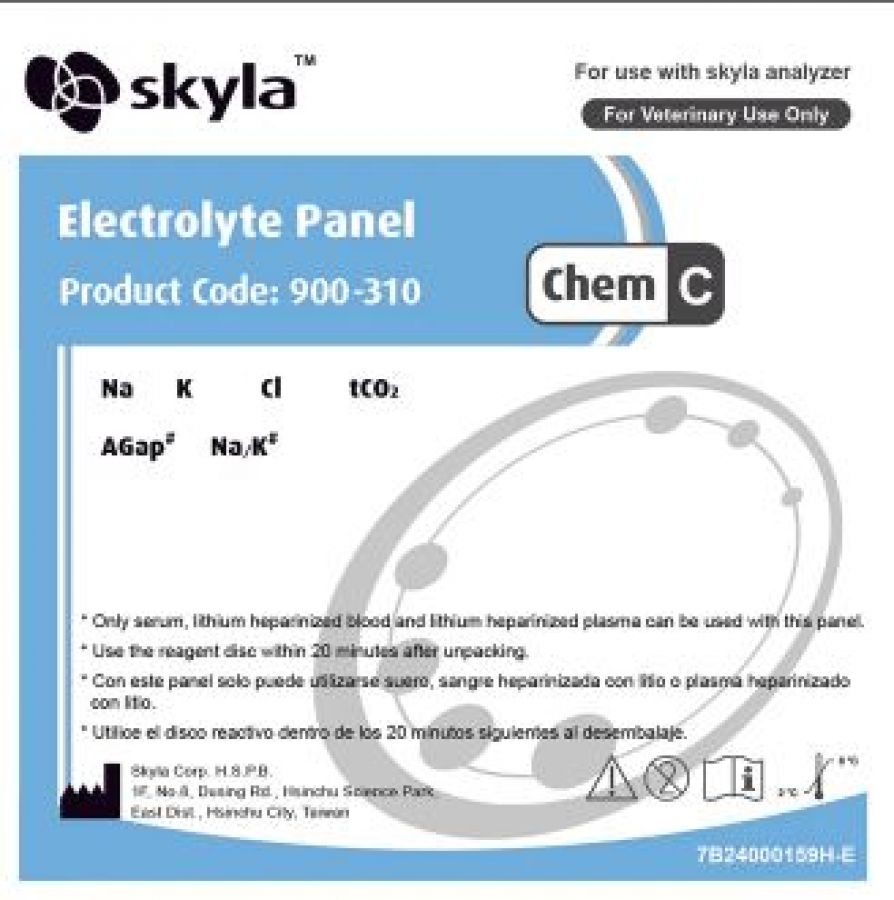 skyla™
For use with skyla analyzer
For Veterinary Use Only
Electrolyte Panel
Product Code: 900-310
Chem C
Na K Cl tCO₂
AGap# Na/K#
* Only serum, lithium heparinized blood and lithium heparinized plasma can be used with this panel.
* Use the reagent disc within 20 minutes after unpacking.
* Con este panel solo puede utilizarse suero, sangre heparinizada con litio o plasma heparinizado
con litio.
* Utilice el disco reactivo dentro de los 20 minutos siguientes al desembalaje.
Skyla Corp. H.S.P.B.
1F, No.8, Dusing Rd., Hsinchu Science Park
East Dist., Hsinchu City, Taiwan
2°C 8°C
7B24000159H-E